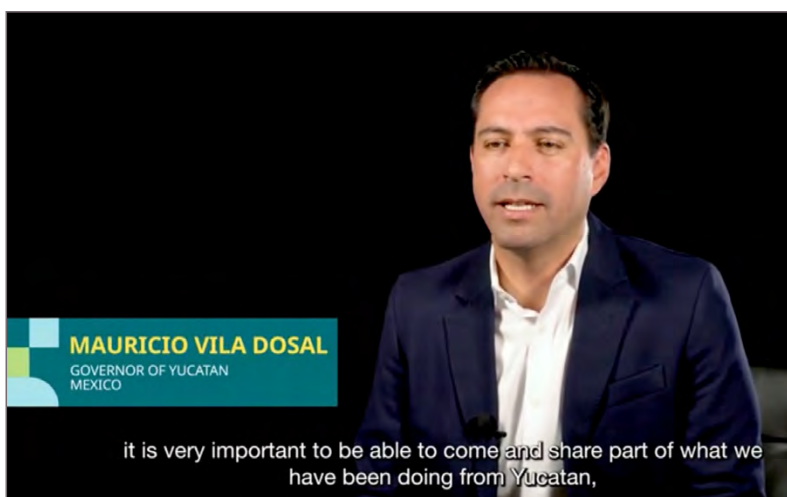 MAURICIO VILA DOSAL
GOVERNOR OF YUCATAN
MEXICO
it is very important to be able to come and share part of what we
have been doing from Yucatan,